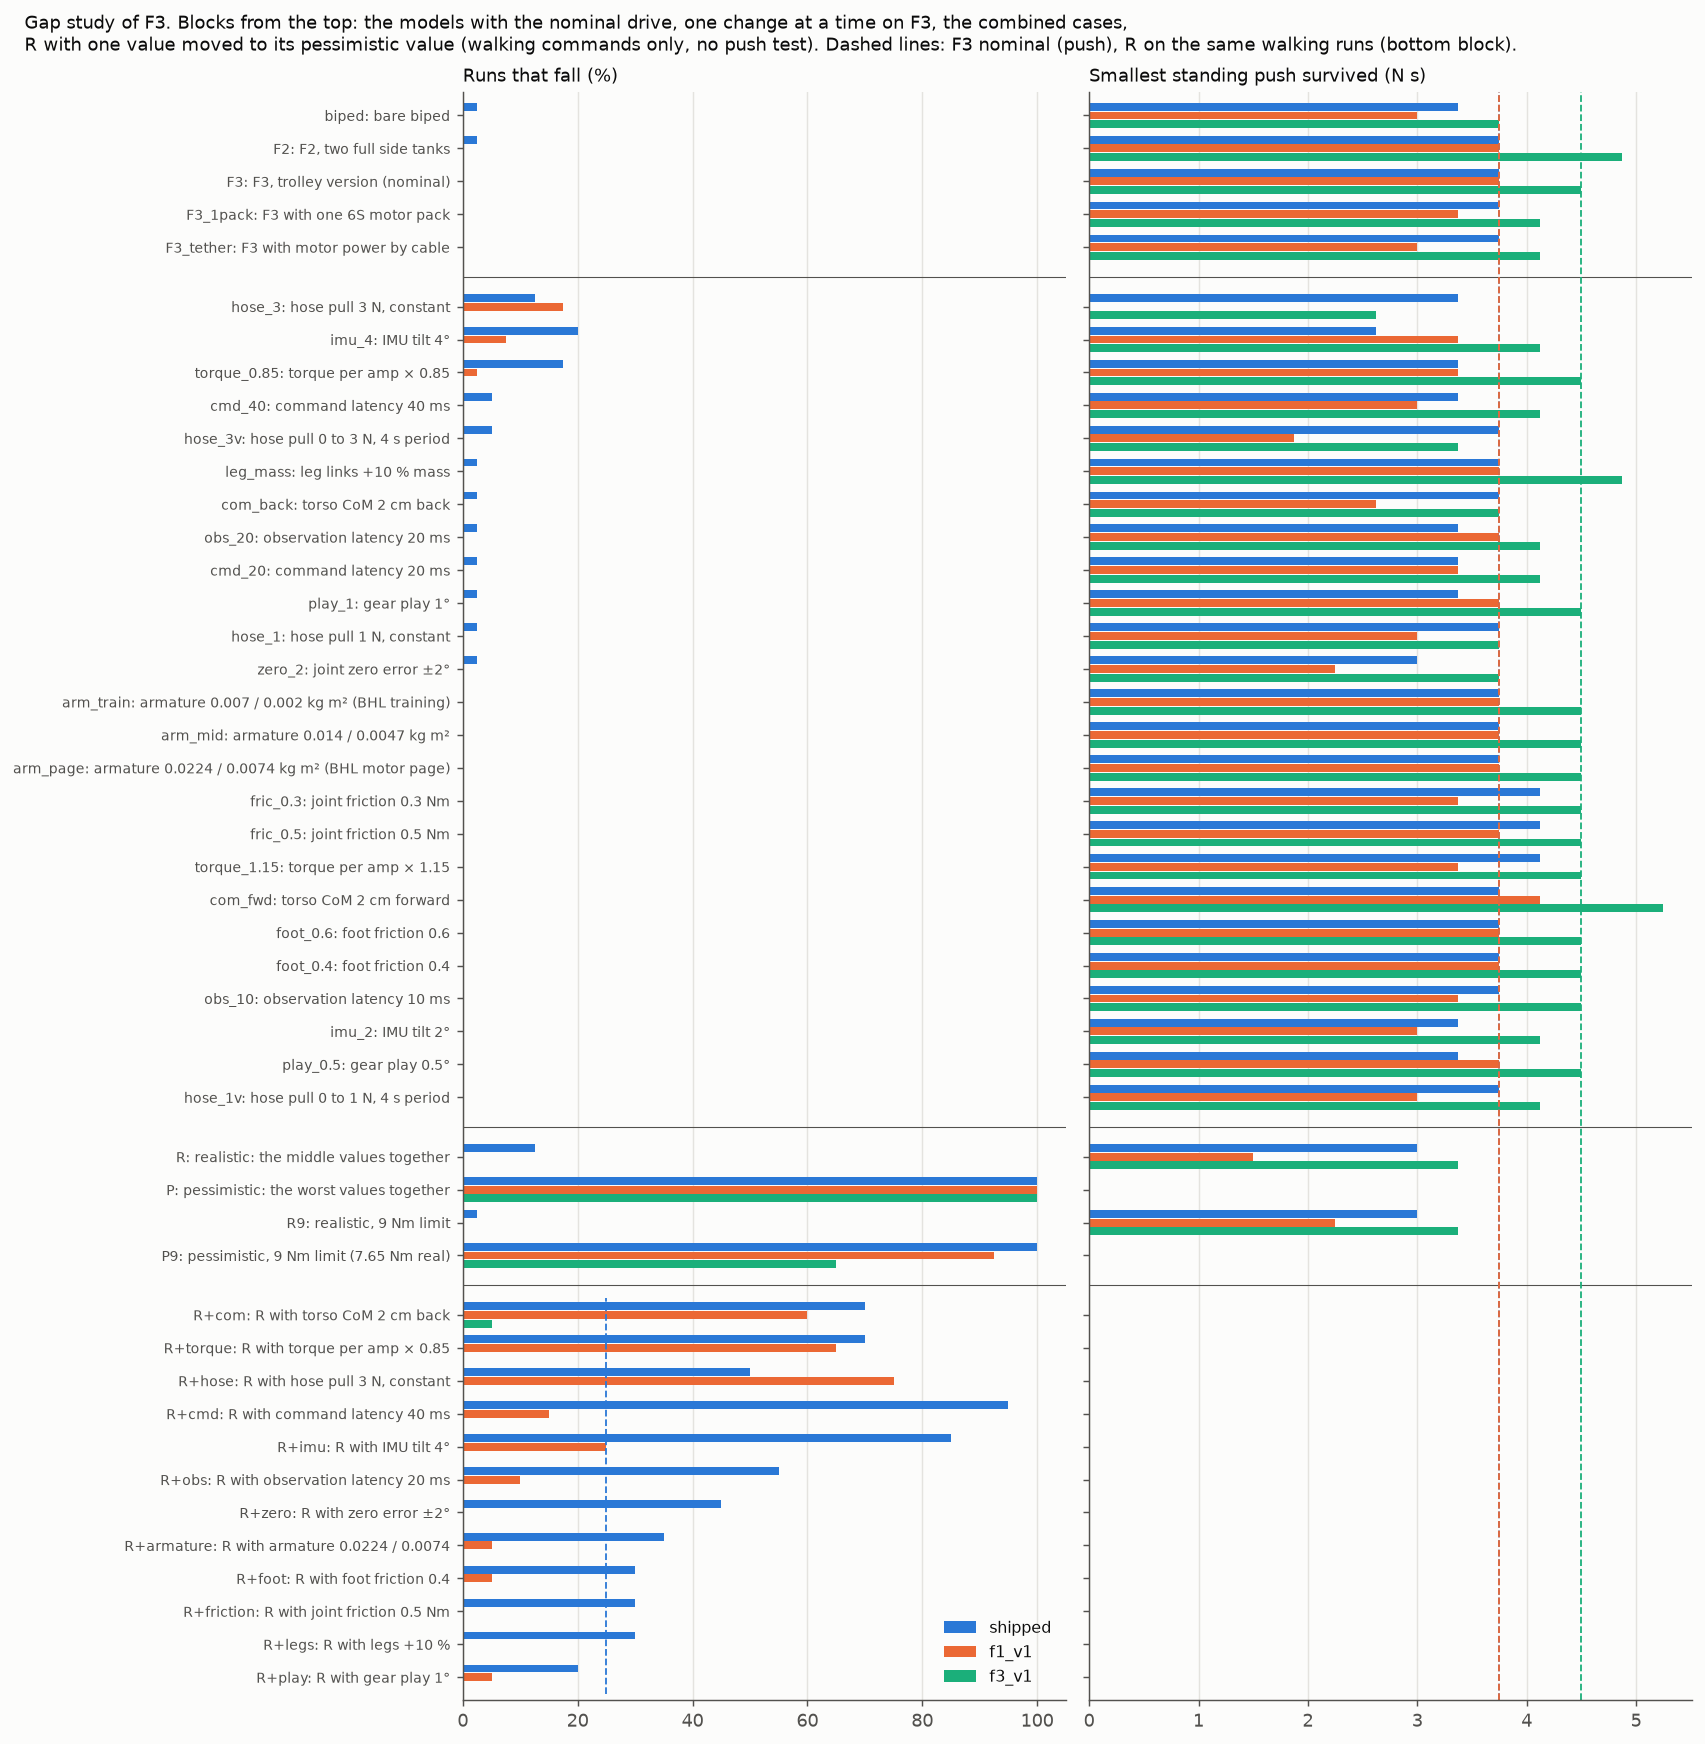 Gap study of F3. Blocks from the top: the models with the nominal drive, one change at a time on F3, the combined cases,
R with one value moved to its pessimistic value (walking commands only, no push test). Dashed lines: F3 nominal (push), R on the same walking runs (bottom block).
Runs that fall (%)
Smallest standing push survived (N s)
biped: bare biped
F2: F2, two full side tanks
F3: F3, trolley version (nominal)
F3_1pack: F3 with one 6S motor pack
F3_tether: F3 with motor power by cable
hose_3: hose pull 3 N, constant
imu_4: IMU tilt 4°
torque_0.85: torque per amp × 0.85
cmd_40: command latency 40 ms
hose_3v: hose pull 0 to 3 N, 4 s period
leg_mass: leg links +10 % mass
com_back: torso CoM 2 cm back
obs_20: observation latency 20 ms
cmd_20: command latency 20 ms
play_1: gear play 1°
hose_1: hose pull 1 N, constant
zero_2: joint zero error ±2°
arm_train: armature 0.007 / 0.002 kg m² (BHL training)
arm_mid: armature 0.014 / 0.0047 kg m²
arm_page: armature 0.0224 / 0.0074 kg m² (BHL motor page)
fric_0.3: joint friction 0.3 Nm
fric_0.5: joint friction 0.5 Nm
torque_1.15: torque per amp × 1.15
com_fwd: torso CoM 2 cm forward
foot_0.6: foot friction 0.6
foot_0.4: foot friction 0.4
obs_10: observation latency 10 ms
imu_2: IMU tilt 2°
play_0.5: gear play 0.5°
hose_1v: hose pull 0 to 1 N, 4 s period
R: realistic: the middle values together
P: pessimistic: the worst values together
R9: realistic, 9 Nm limit
P9: pessimistic, 9 Nm limit (7.65 Nm real)
R+com: R with torso CoM 2 cm back
R+torque: R with torque per amp × 0.85
R+hose: R with hose pull 3 N, constant
R+cmd: R with command latency 40 ms
R+imu: R with IMU tilt 4°
R+obs: R with observation latency 20 ms
R+zero: R with zero error ±2°
R+armature: R with armature 0.0224 / 0.0074
R+foot: R with foot friction 0.4
R+friction: R with joint friction 0.5 Nm
R+legs: R with legs +10 %
R+play: R with gear play 1°
shipped
f1_v1
f3_v1
0 20 40 60 80 100
0 1 2 3 4 5